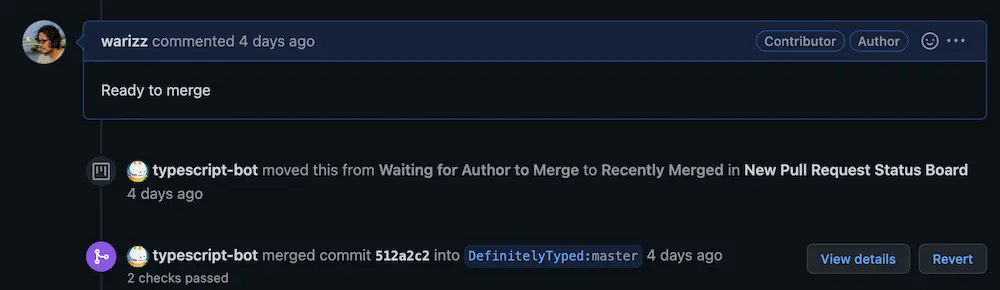 warizz commented 4 days ago Contributor Author
Ready to merge
typescript-bot moved this from Waiting for Author to Merge to Recently Merged in New Pull Request Status Board
4 days ago
typescript-bot merged commit 512a2c2 into DefinitelyTyped:master 4 days ago View details Revert
2 checks passed